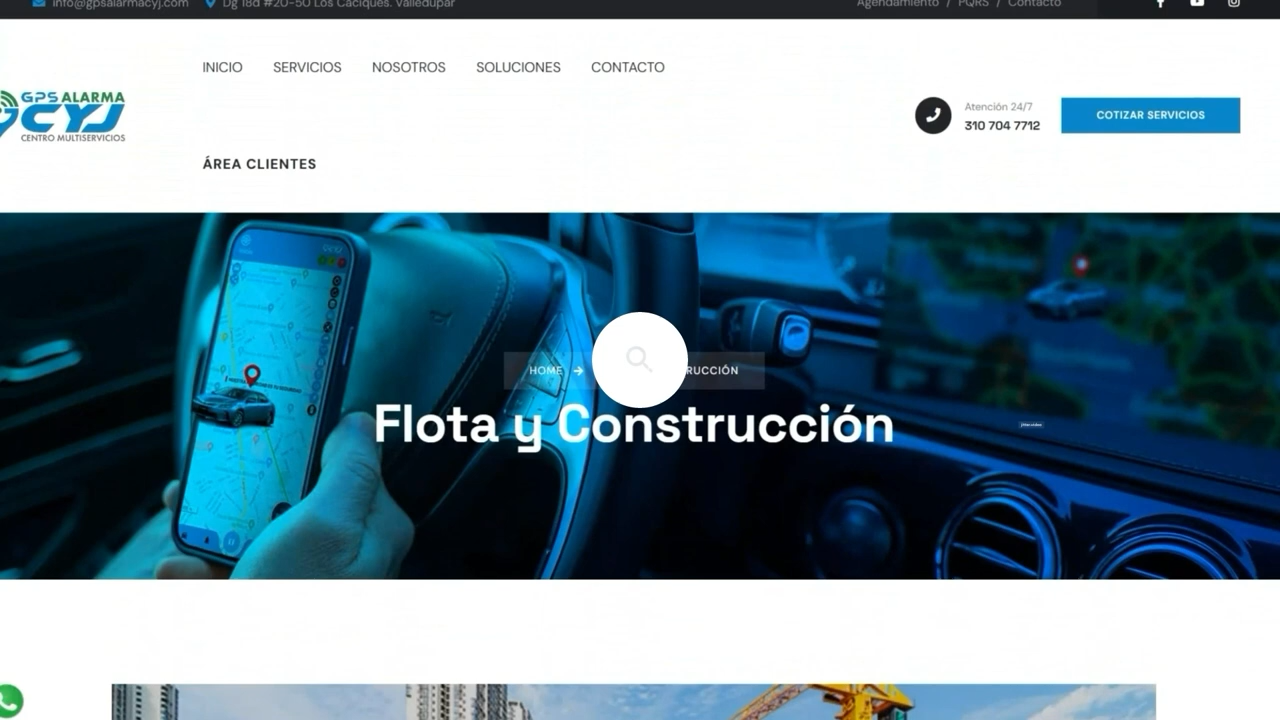 info@gpsalarmacyj.com
Dg 18d #20-50 Los Caciques. Valledupar
Agendamiento / PQRS / Contacto
INICIO SERVICIOS NOSOTROS SOLUCIONES CONTACTO
GPS ALARMA
CYJ
CENTRO MULTISERVICIOS
Atención 24/7
310 704 7712
COTIZAR SERVICIOS
ÁREA CLIENTES
HOME → RUCCIÓN
Flota y Construcción